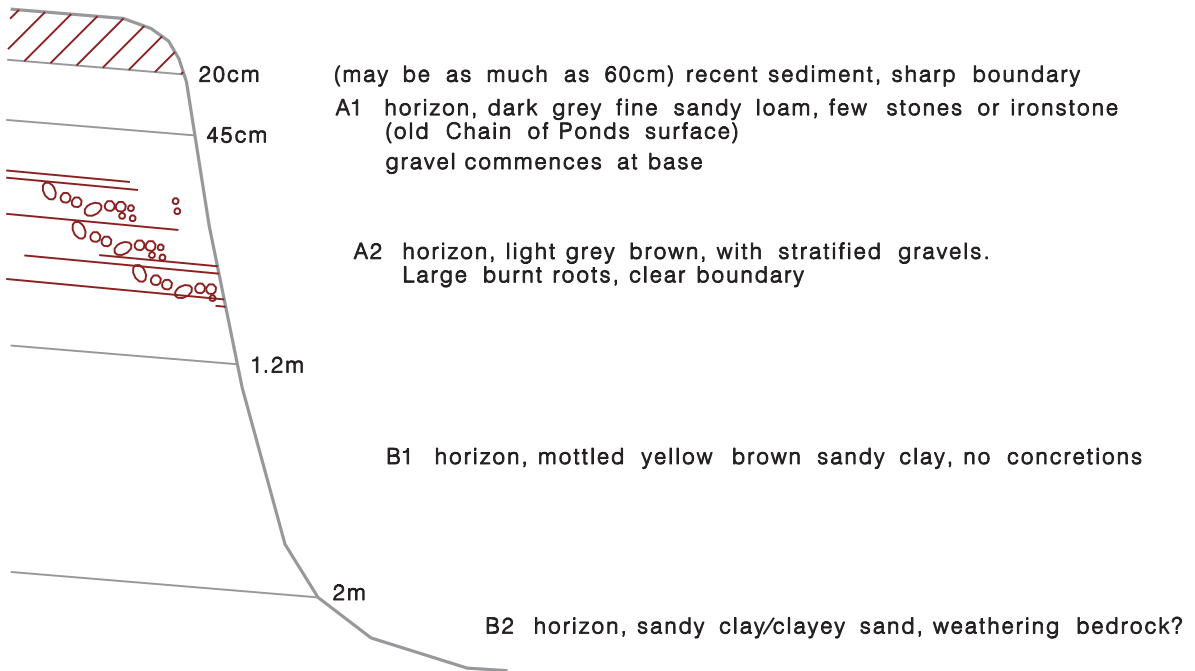 20cm (may be as much as 60cm) recent sediment, sharp boundary
A1 horizon, dark grey fine sandy loam, few stones or ironstone
45cm (old Chain of Ponds surface)
gravel commences at base
A2 horizon, light grey brown, with stratified gravels.
Large burnt roots, clear boundary
1.2m
B1 horizon, mottled yellow brown sandy clay, no concretions
2m
B2 horizon, sandy clay/clayey sand, weathering bedrock?